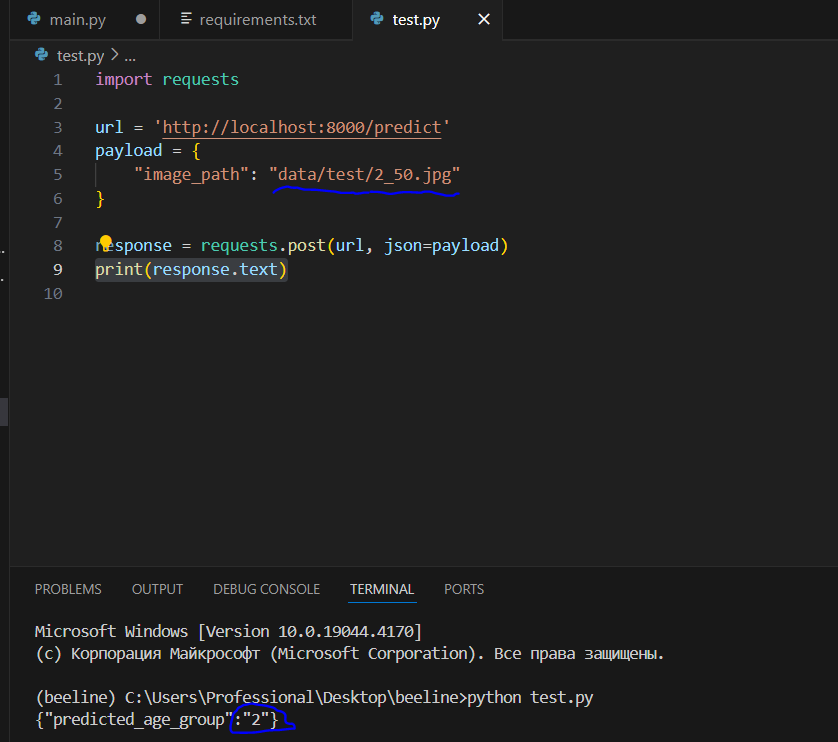 main.py requirements.txt test.py
test.py > ...
1 import requests
2
3 url = 'http://localhost:8000/predict'
4 payload = {
5 "image_path": "data/test/2_50.jpg"
6 }
7
8 response = requests.post(url, json=payload)
9 print(response.text)
10
PROBLEMS OUTPUT DEBUG CONSOLE TERMINAL PORTS
Microsoft Windows [Version 10.0.19044.4170]
(c) Корпорация Майкрософт (Microsoft Corporation). Все права защищены.
(beeline) C:\Users\Professional\Desktop\beeline>python test.py
{"predicted_age_group":"2"}